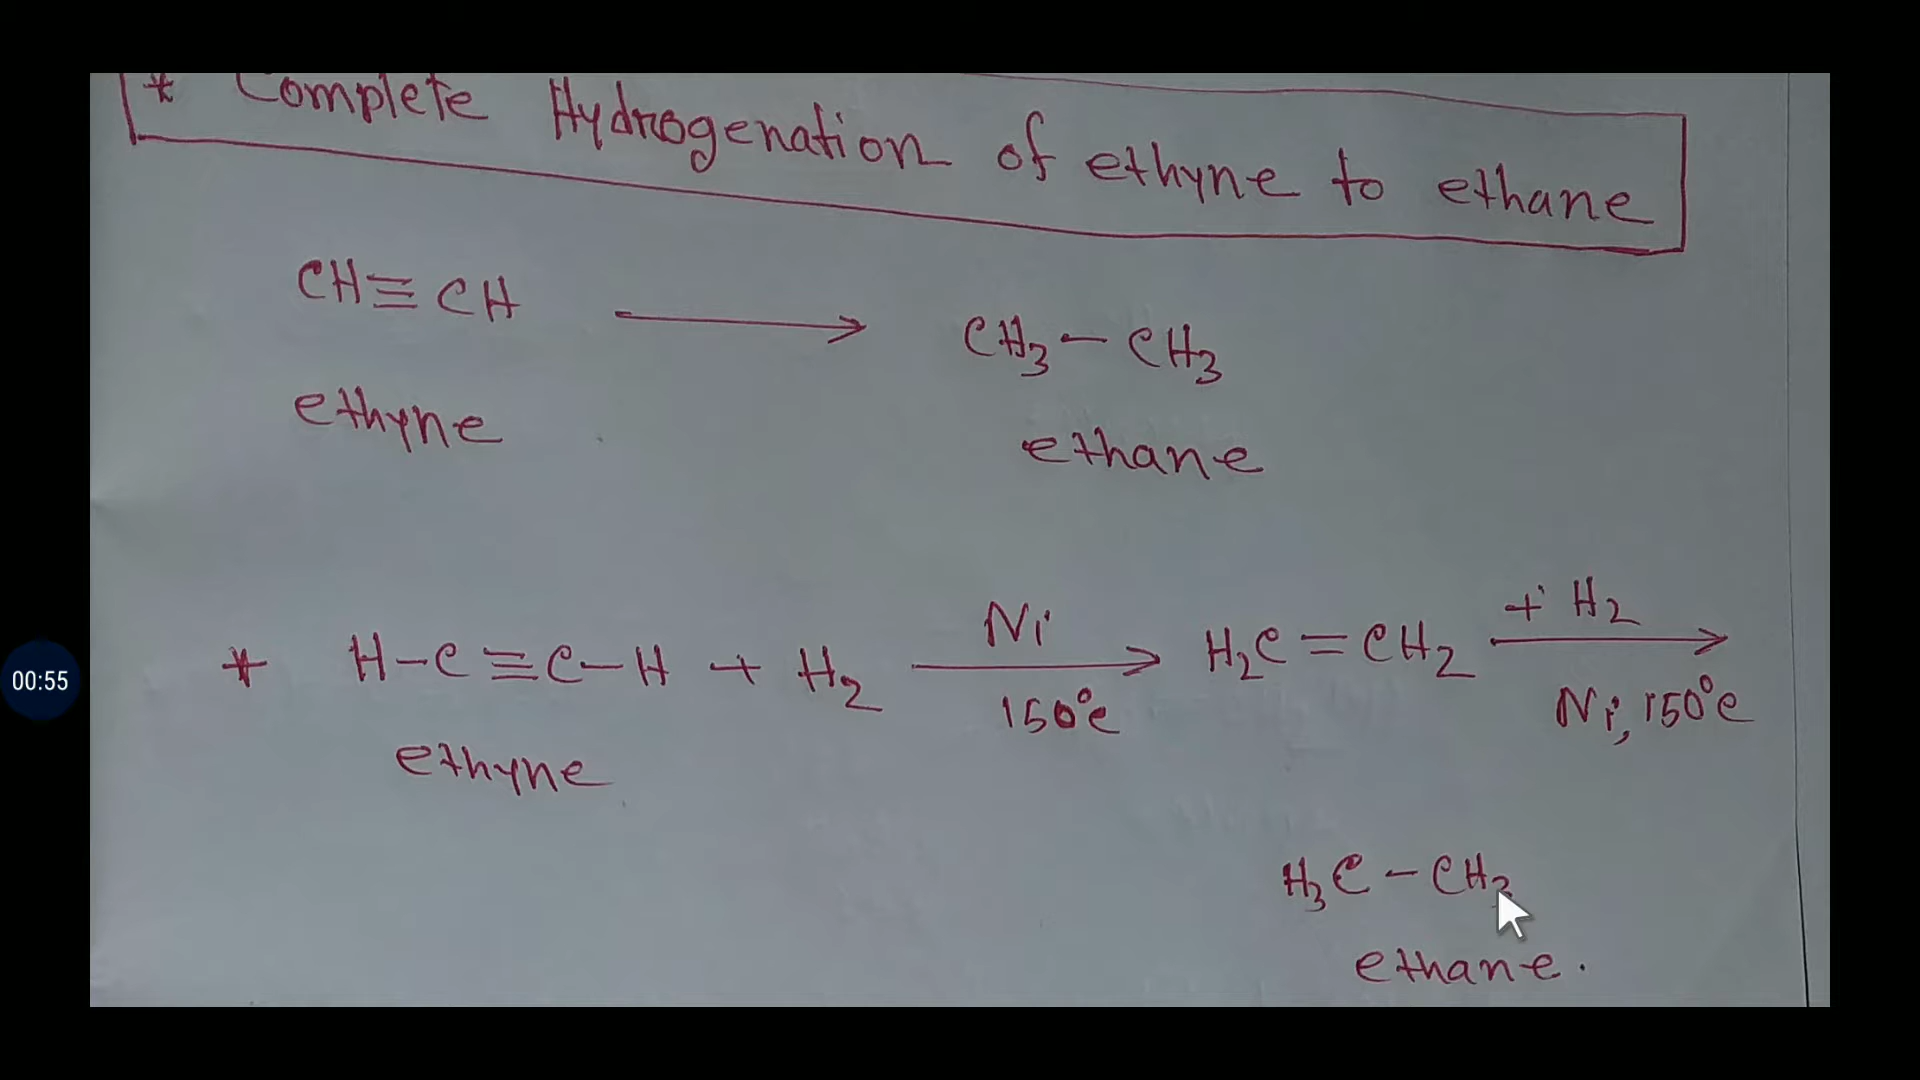 * Complete Hydrogenation of ethyne to ethane
CH≡CH ⟶ CH₃-CH₃
ethyne ethane
* H-C≡C-H + H₂ ⟶ H₂C=CH₂ ⟶
Ni
150°C
+ H₂
Ni, 150°C
ethyne
00:55
H₃C-CH₃
ethane.